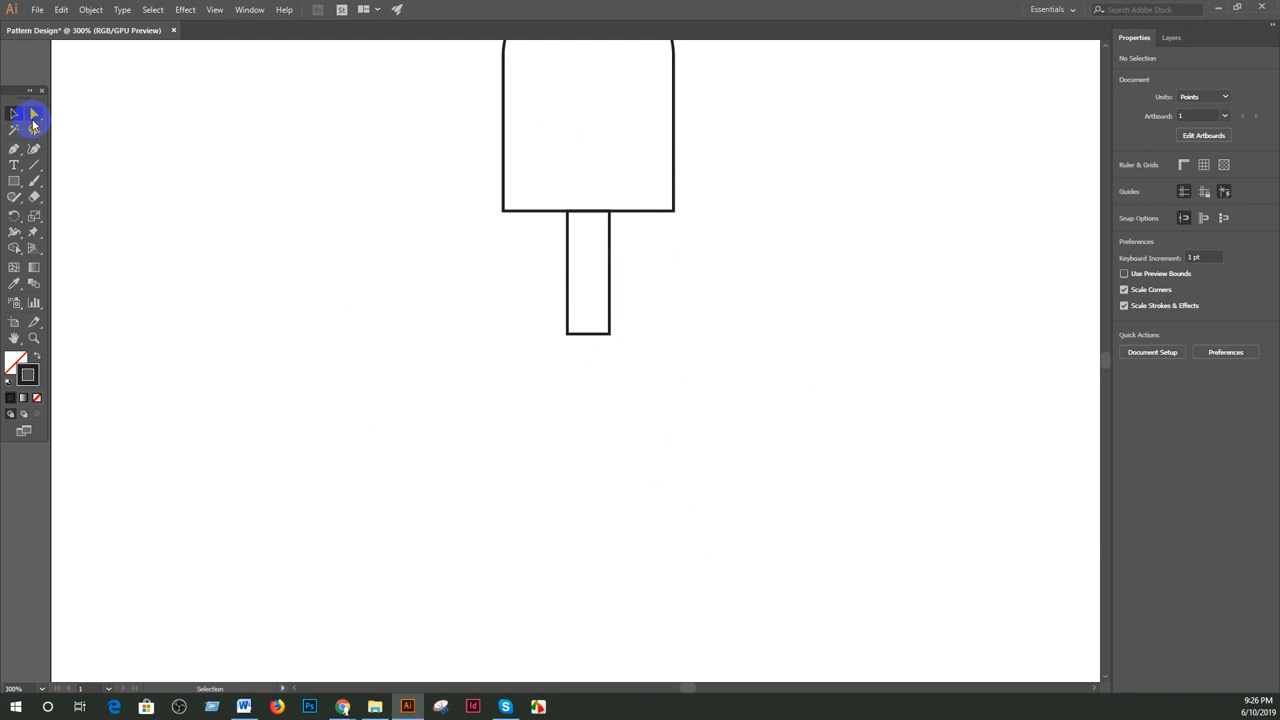 Ai File Edit Object Type Select Effect View Window Help Br St Essentials Search Adobe Stock
Pattern Design* @ 300% (RGB/GPU Preview)
Properties Layers
No Selection
Document
Units: Points
Artboard: 1
Edit Artboards
Ruler & Grids
Guides
Snap Options
Preferences
Keyboard Increment: 1 pt
Use Preview Bounds
Scale Corners
Scale Strokes & Effects
Quick Actions
Document Setup Preferences
300% 1 Selection
9:26 PM
6/10/2019